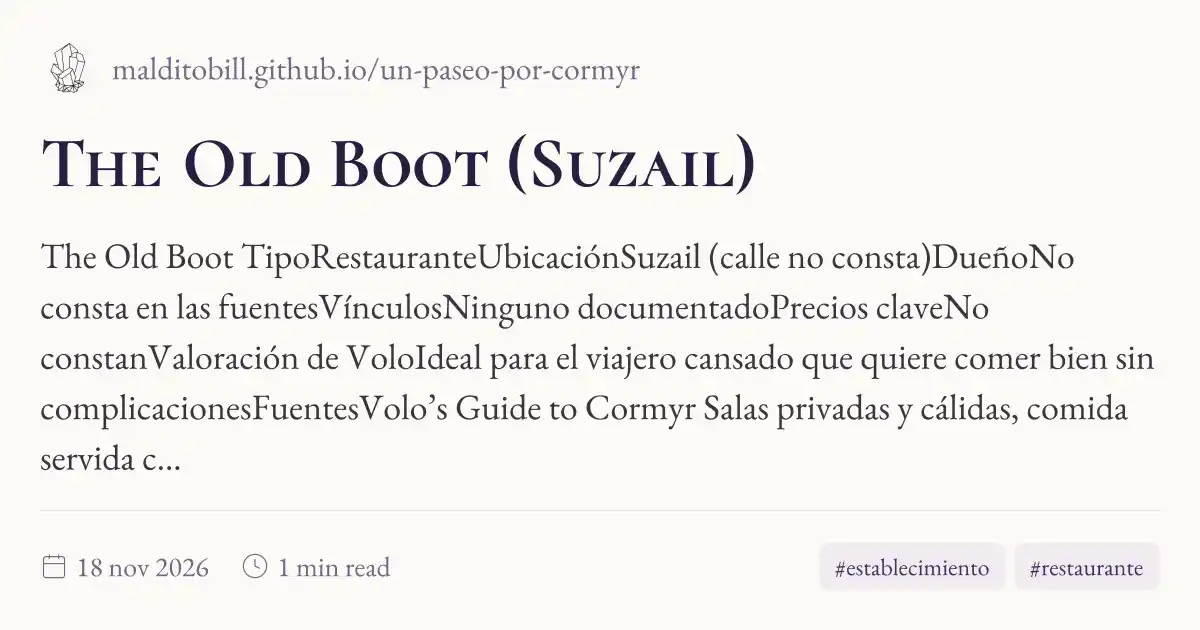 malditobill.github.io/un-paseo-por-cormyr
The Old Boot (Suzail)
The Old Boot TipoRestauranteUbicaciónSuzail (calle no consta)DueñoNo
consta en las fuentesVínculosNinguno documentadoPrecios claveNo
constanValoración de VoloIdeal para el viajero cansado que quiere comer bien sin
complicacionesFuentesVolo’s Guide to Cormyr Salas privadas y cálidas, comida
servida c...
18 nov 2026 1 min read #establecimiento #restaurante